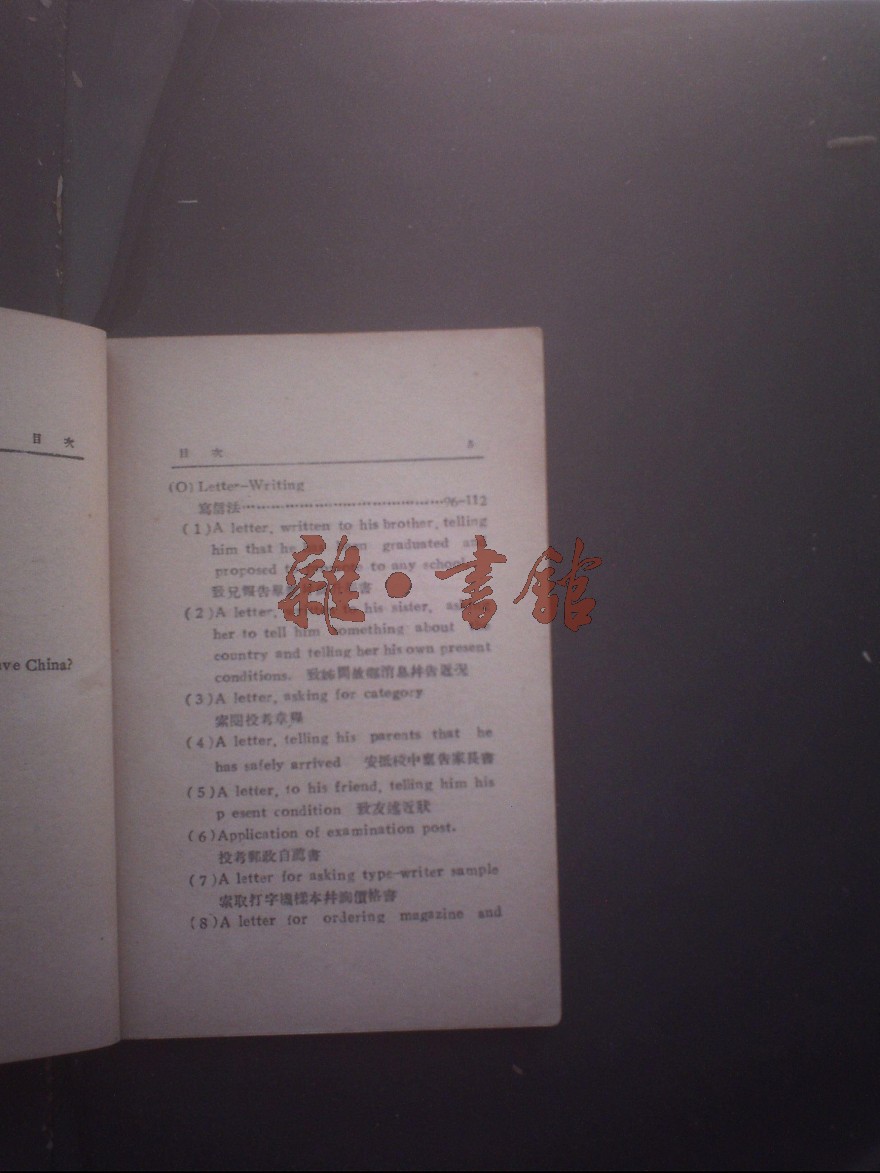 目 次
ve China?
目 次 5
(O) Letter-Writing
寫信法 96-112
(1) A letter, written to his brother, telling
him that he graduated
proposed to any school
致兄報告書
(2) A letter, his sister,
her to tell him something about
country and telling her his own present
conditions. 致姊問故鄉消息幷告近況
(3) A letter, asking for category
索閱投考章程
(4) A letter, telling his parents that he
has safely arrived 安抵校中稟告家長書
(5) A letter, to his friend, telling him his
p esent condition 致友述近狀
(6) Application of examination post.
投考郵政自薦書
(7) A letter for asking type-writer sample
索取打字機樣本幷詢價格書
(8) A letter for ordering magazine and
雜·書館